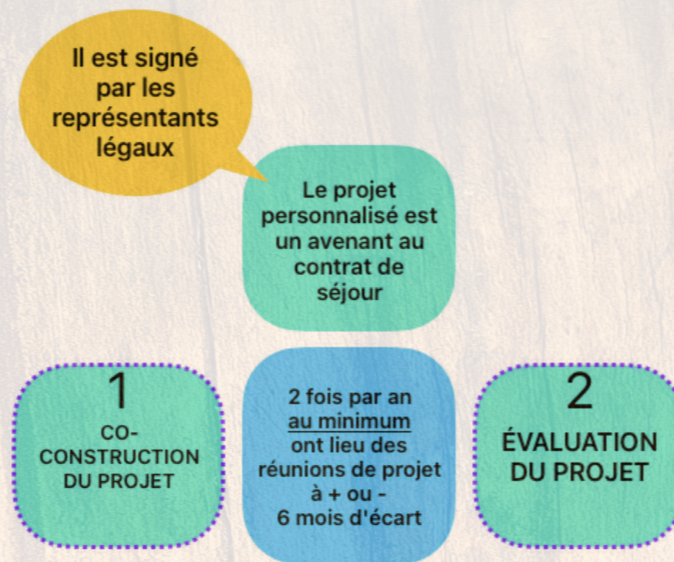 Il est signé
par les
représentants
légaux
Le projet
personnalisé est
un avenant au
contrat de
séjour
1
CO-
CONSTRUCTION
DU PROJET
2 fois par an
au minimum
ont lieu des
réunions de projet
à + ou -
6 mois d'écart
2
ÉVALUATION
DU PROJET